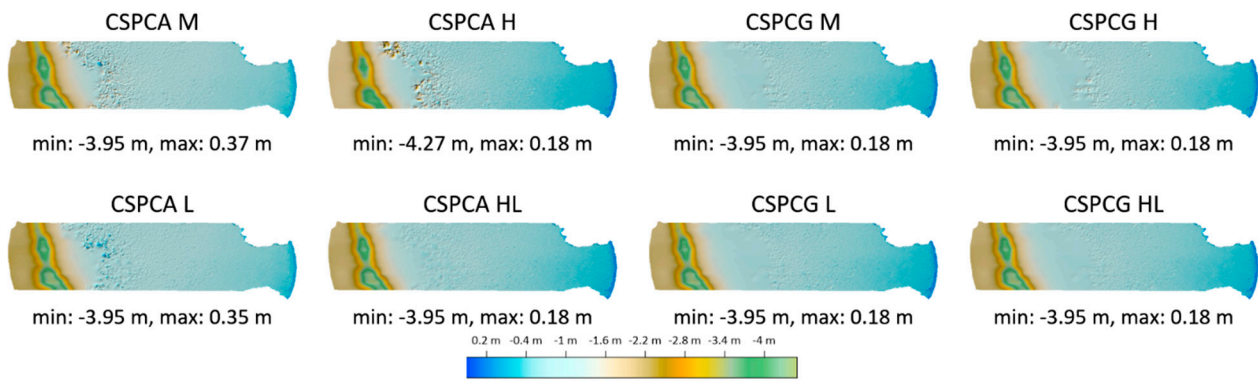 CSPCA M CSPCA H CSPCG M CSPCG H
min: -3.95 m, max: 0.37 m min: -4.27 m, max: 0.18 m min: -3.95 m, max: 0.18 m min: -3.95 m, max: 0.18 m
CSPCA L CSPCA HL CSPCG L CSPCG HL
min: -3.95 m, max: 0.35 m min: -3.95 m, max: 0.18 m min: -3.95 m, max: 0.18 m min: -3.95 m, max: 0.18 m
0.2 m -0.4 m -1 m -1.6 m -2.2 m -2.8 m -3.4 m -4 m